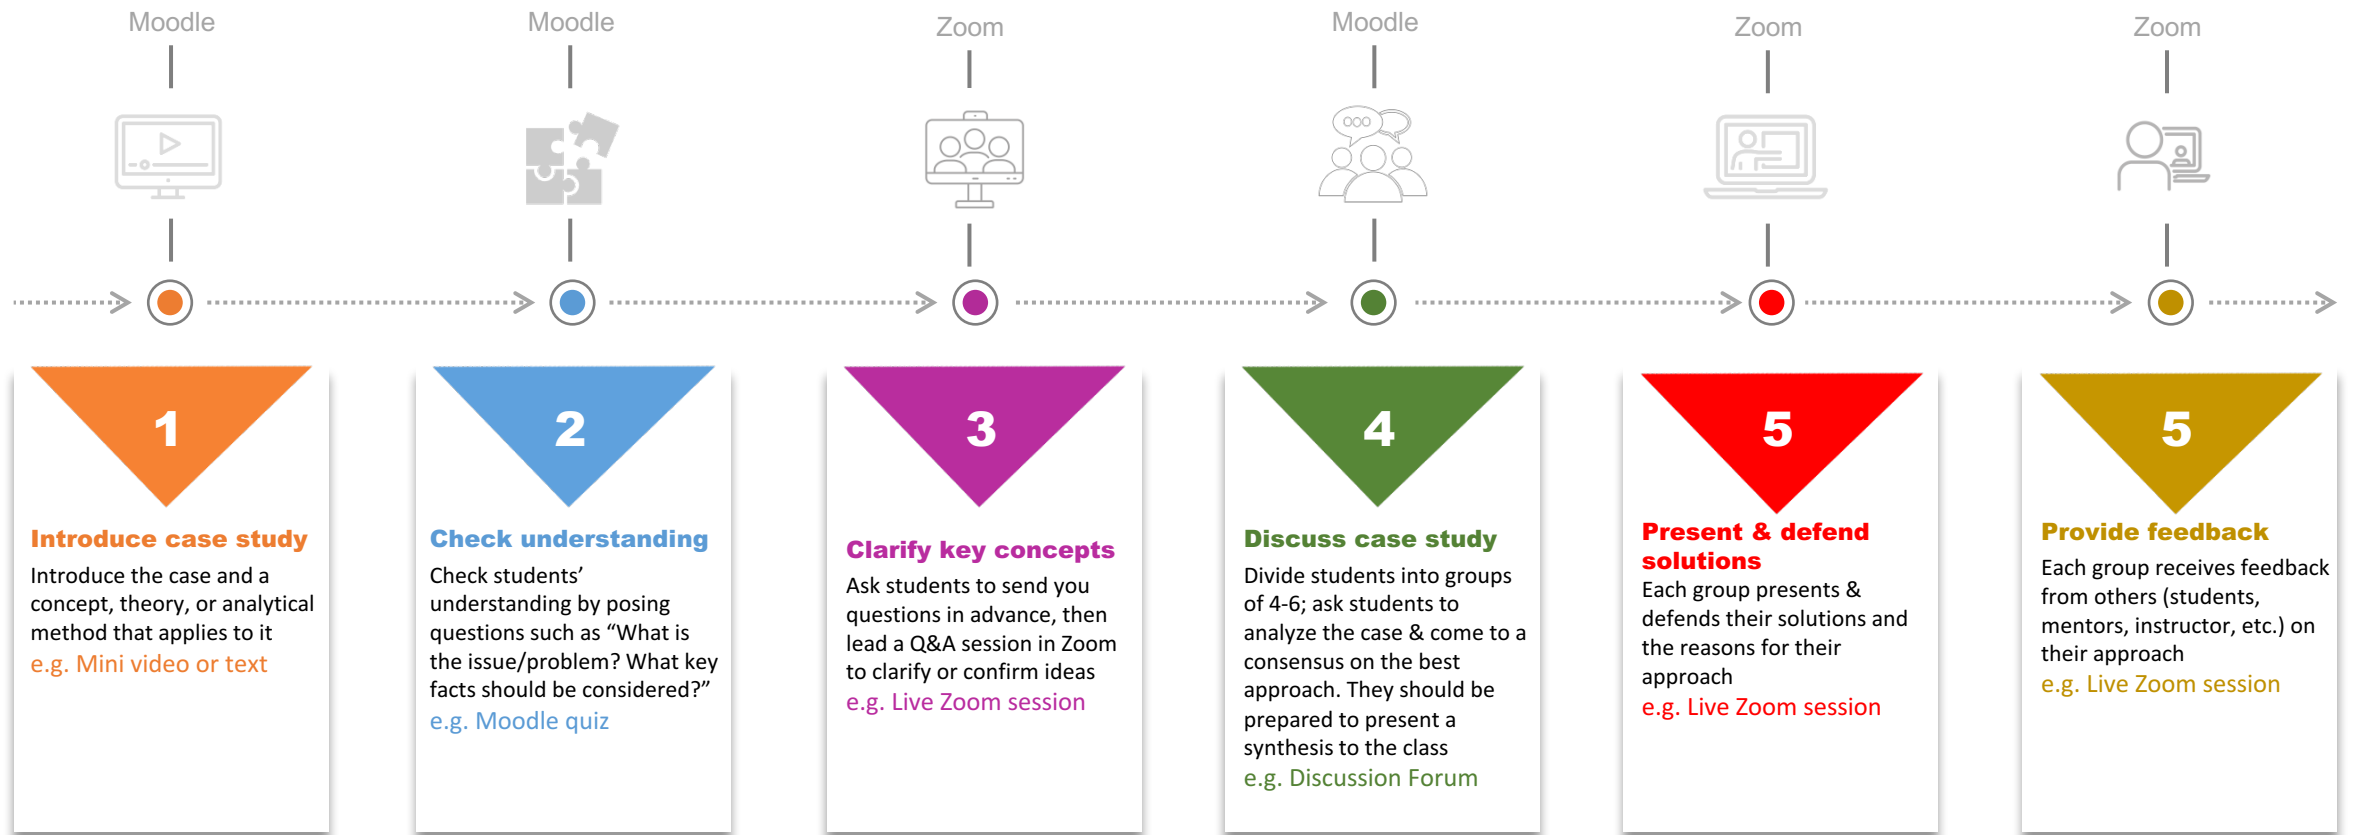 Moodle
Moodle
Zoom
Moodle
Zoom
Zoom
1
Introduce case study
Introduce the case and a
concept, theory, or analytical
method that applies to it
e.g. Mini video or text
2
Check understanding
Check students’
understanding by posing
questions such as “What is
the issue/problem? What key
facts should be considered?”
e.g. Moodle quiz
3
Clarify key concepts
Ask students to send you
questions in advance, then
lead a Q&A session in Zoom
to clarify or confirm ideas
e.g. Live Zoom session
4
Discuss case study
Divide students into groups
of 4-6; ask students to
analyze the case & come to a
consensus on the best
approach. They should be
prepared to present a
synthesis to the class
e.g. Discussion Forum
5
Present & defend
solutions
Each group presents &
defends their solutions and
the reasons for their
approach
e.g. Live Zoom session
5
Provide feedback
Each group receives feedback
from others (students,
mentors, instructor, etc.) on
their approach
e.g. Live Zoom session